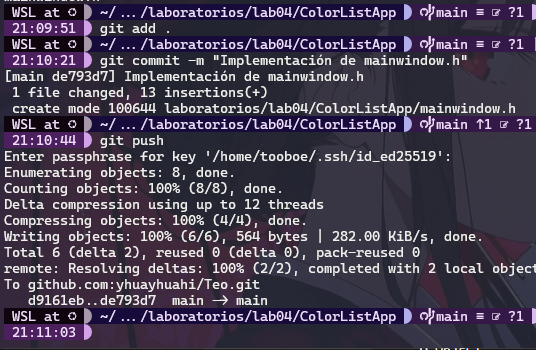 WSL at ~/…/laboratorios/lab04/ColorListApp main ≡ ?1
21:09:51 git add .
WSL at ~/…/laboratorios/lab04/ColorListApp main ≡ ?1
21:10:21 git commit -m "Implementación de mainwindow.h"
[main de793d7] Implementación de mainwindow.h
1 file changed, 13 insertions(+)
create mode 100644 laboratorios/lab04/ColorListApp/mainwindow.h
WSL at ~/…/laboratorios/lab04/ColorListApp main ↑1 ?1
21:10:44 git push
Enter passphrase for key '/home/tooboe/.ssh/id_ed25519':
Enumerating objects: 8, done.
Counting objects: 100% (8/8), done.
Delta compression using up to 12 threads
Compressing objects: 100% (4/4), done.
Writing objects: 100% (6/6), 564 bytes | 282.00 KiB/s, done.
Total 6 (delta 2), reused 0 (delta 0), pack-reused 0
remote: Resolving deltas: 100% (2/2), completed with 2 local object
To github.com:yhuayhuahi/Teo.git
d9161eb..de793d7 main -> main
WSL at ~/…/laboratorios/lab04/ColorListApp main ≡ ?1
21:11:03